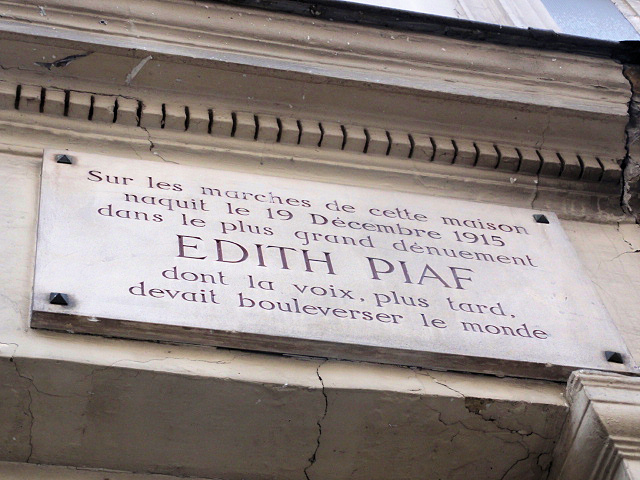 Sur les marches de cette maison
naquit le 19 Décembre 1915
dans le plus grand dénuement
EDITH PIAF
dont la voix, plus tard,
devait bouleverser le monde